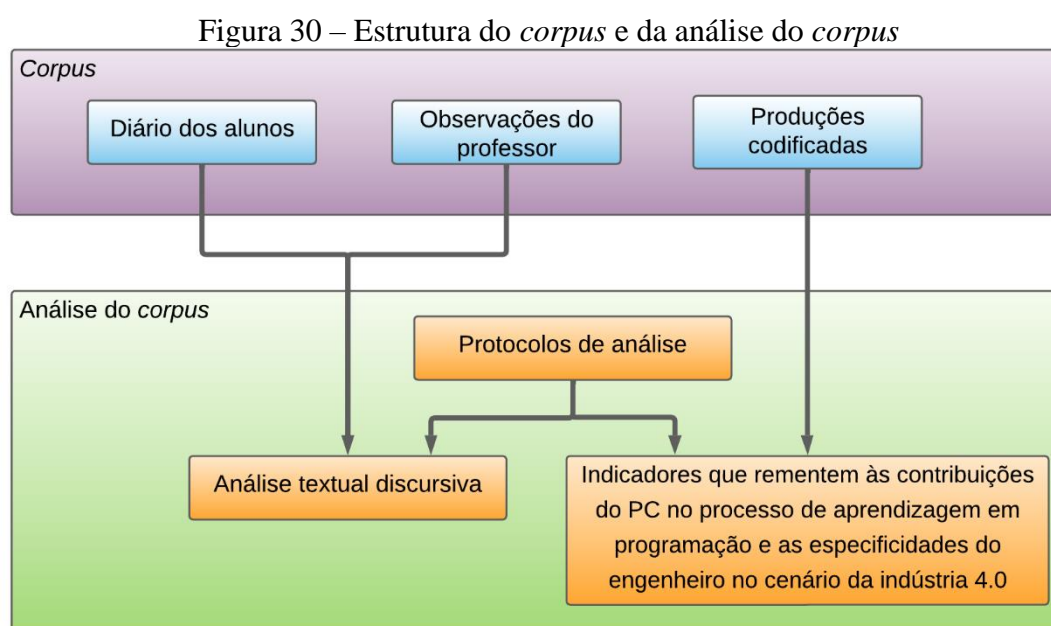 Figura 30 – Estrutura do corpus e da análise do corpus
Corpus
Diário dos alunos
Observações do
professor
Produções
codificadas
Análise do corpus
Protocolos de análise
Análise textual discursiva
Indicadores que rementem às contribuições
do PC no processo de aprendizagem em
programação e as especificidades do
engenheiro no cenário da indústria 4.0